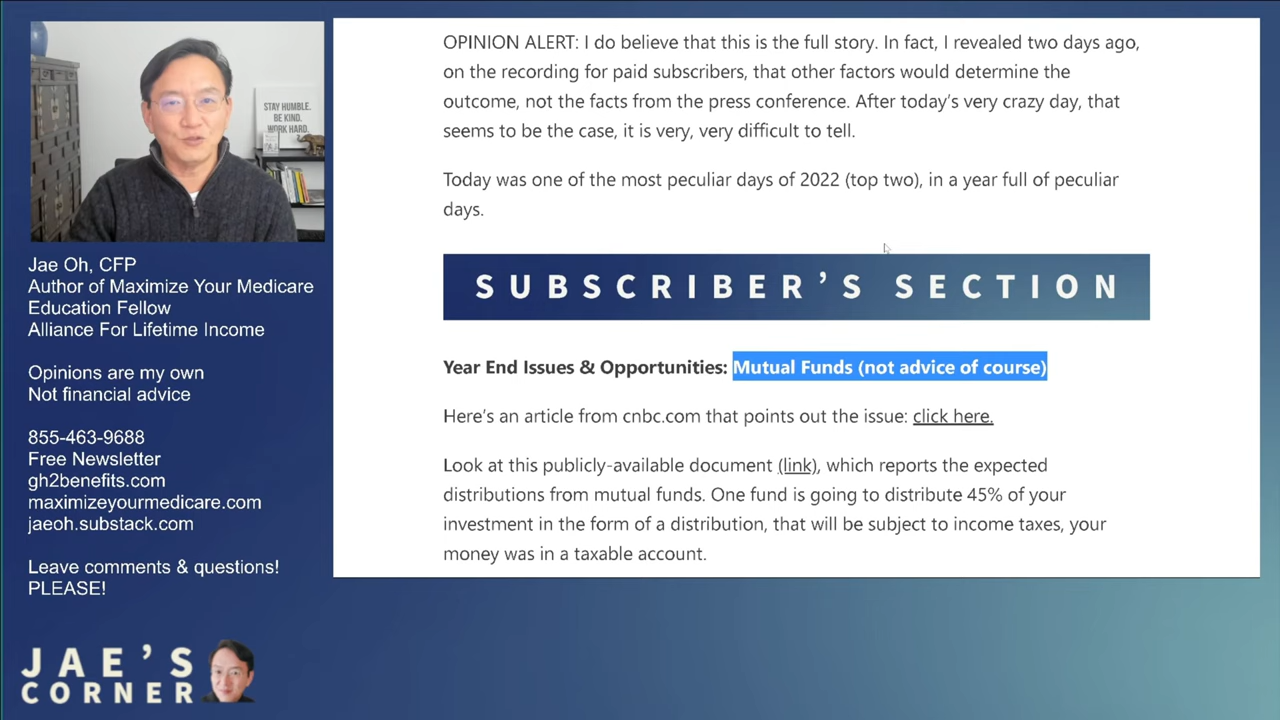 STAY HUMBLE.
BE KIND.
WORK HARD.
Jae Oh, CFP
Author of Maximize Your Medicare
Education Fellow
Alliance For Lifetime Income
Opinions are my own
Not financial advice
855-463-9688
Free Newsletter
gh2benefits.com
maximizeyourmedicare.com
jaeoh.substack.com
Leave comments & questions!
PLEASE!
JAE'S
CORNER
OPINION ALERT: I do believe that this is the full story. In fact, I revealed two days ago,
on the recording for paid subscribers, that other factors would determine the
outcome, not the facts from the press conference. After today's very crazy day, that
seems to be the case, it is very, very difficult to tell.
Today was one of the most peculiar days of 2022 (top two), in a year full of peculiar
days.
SUBSCRIBER'S SECTION
Year End Issues & Opportunities: Mutual Funds (not advice of course)
Here's an article from cnbc.com that points out the issue: click here.
Look at this publicly-available document (link), which reports the expected
distributions from mutual funds. One fund is going to distribute 45% of your
investment in the form of a distribution, that will be subject to income taxes, your
money was in a taxable account.